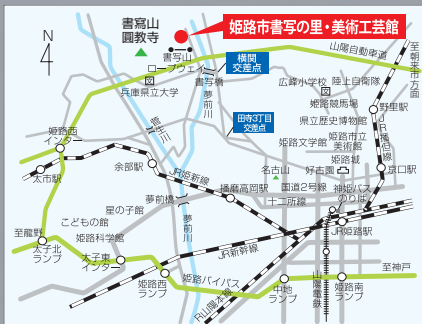 N
書寫山
圓教寺
姫路市書写の里・美術工芸館
書写山
ロープウェイ
横関
交差点
山陽自動車道
至朝来市方面
書写橋
兵庫県立大学
広峰小学校
陸上自衛隊
菅生川
夢前川
田寺3丁目
交差点
姫路競馬場
野里駅
県立歴史博物館
JR播但線
姫路西
インター
姫路文学館
姫路市立
美術館
姫路城
余部駅
JR姫新線
名古山
好古園
京口駅
太市駅
播磨高岡駅
国道2号線
神姫バス
のりば
夢前橋
十二所線
星の子館
こどもの館
夢前川
JR姫路駅
至龍野
姫路科学館
JR新幹線
太子北
ランプ
太子東
インター
姫路バイパス
山陽電鉄
至神戸
姫路西
ランプ
中地
ランプ
姫路南
ランプ
R山陽本線